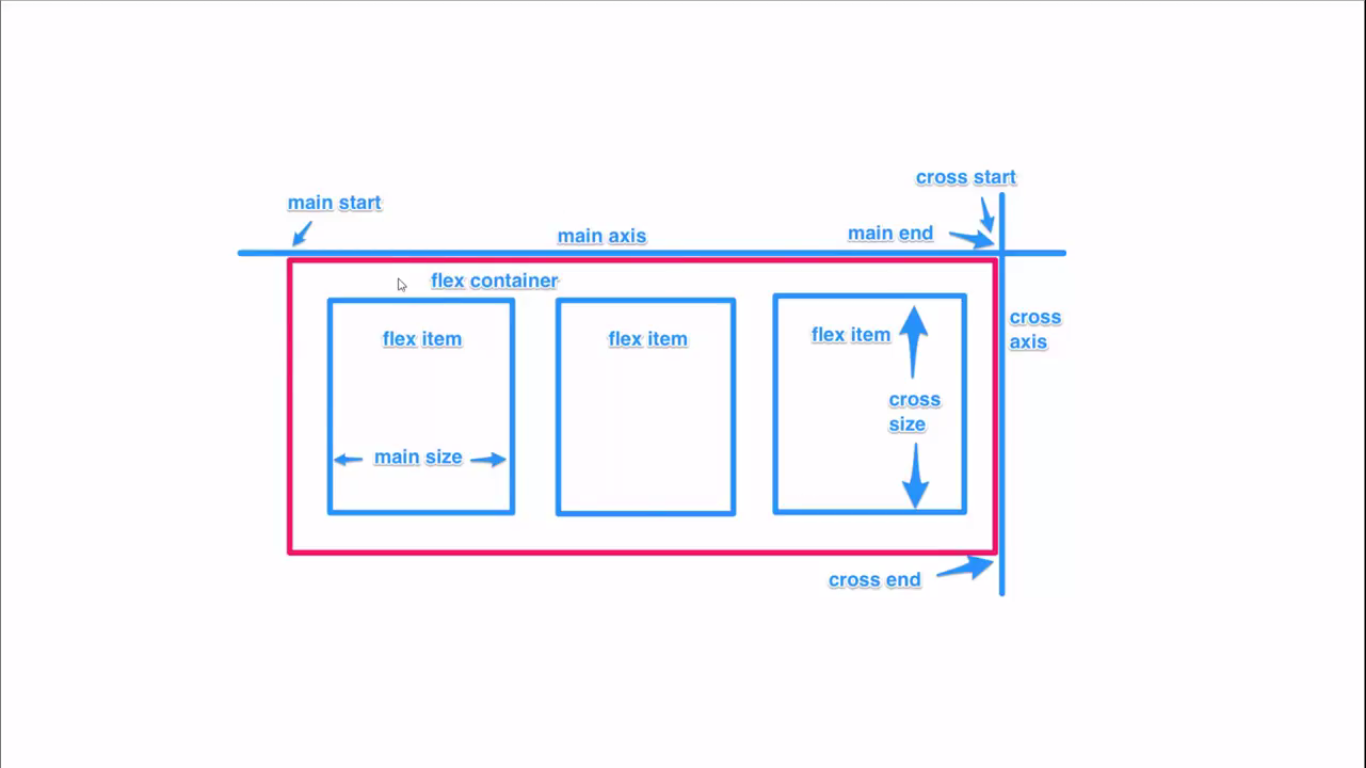 cross start
main start
main axis
main end
flex container
cross
axis
flex item
flex item
flex item
cross
size
main size
cross end